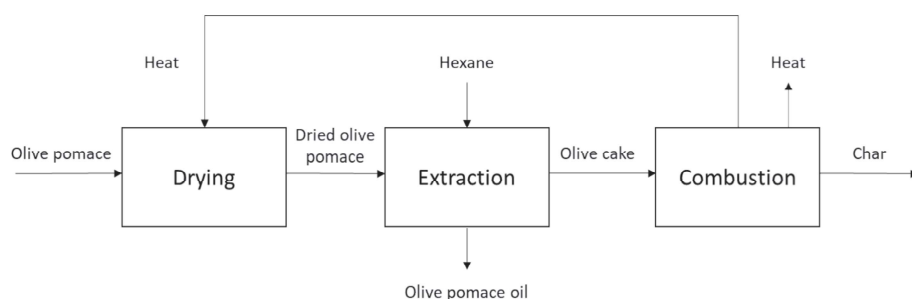 Heat
Hexane
Heat
Olive pomace
Drying
Dried olive
pomace
Extraction
Olive cake
Combustion
Char
Olive pomace oil